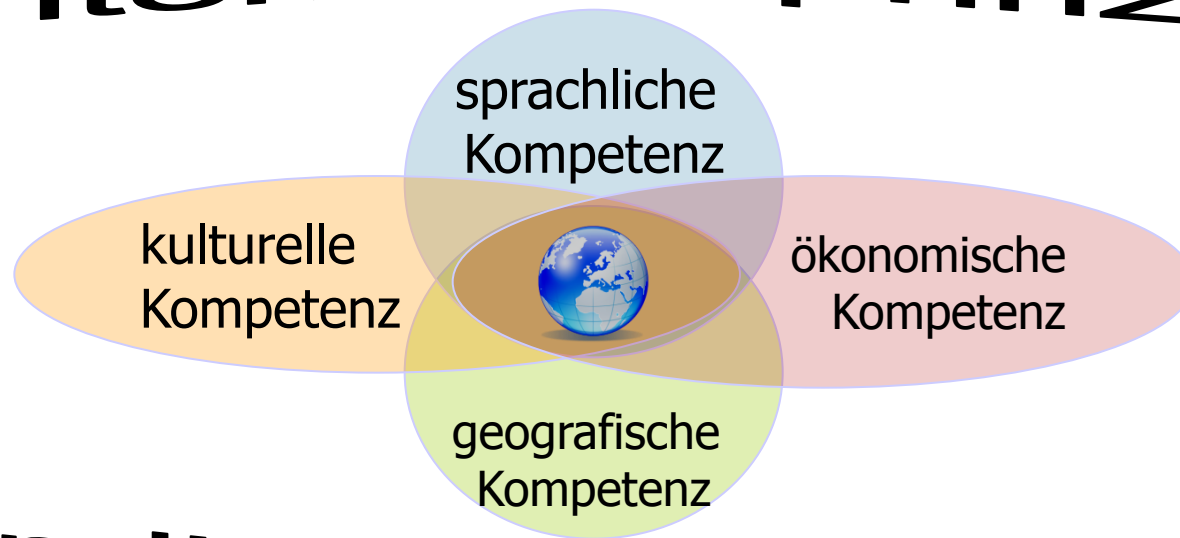 sprachliche
Kompetenz
kulturelle
Kompetenz
ökonomische
Kompetenz
geografische
Kompetenz